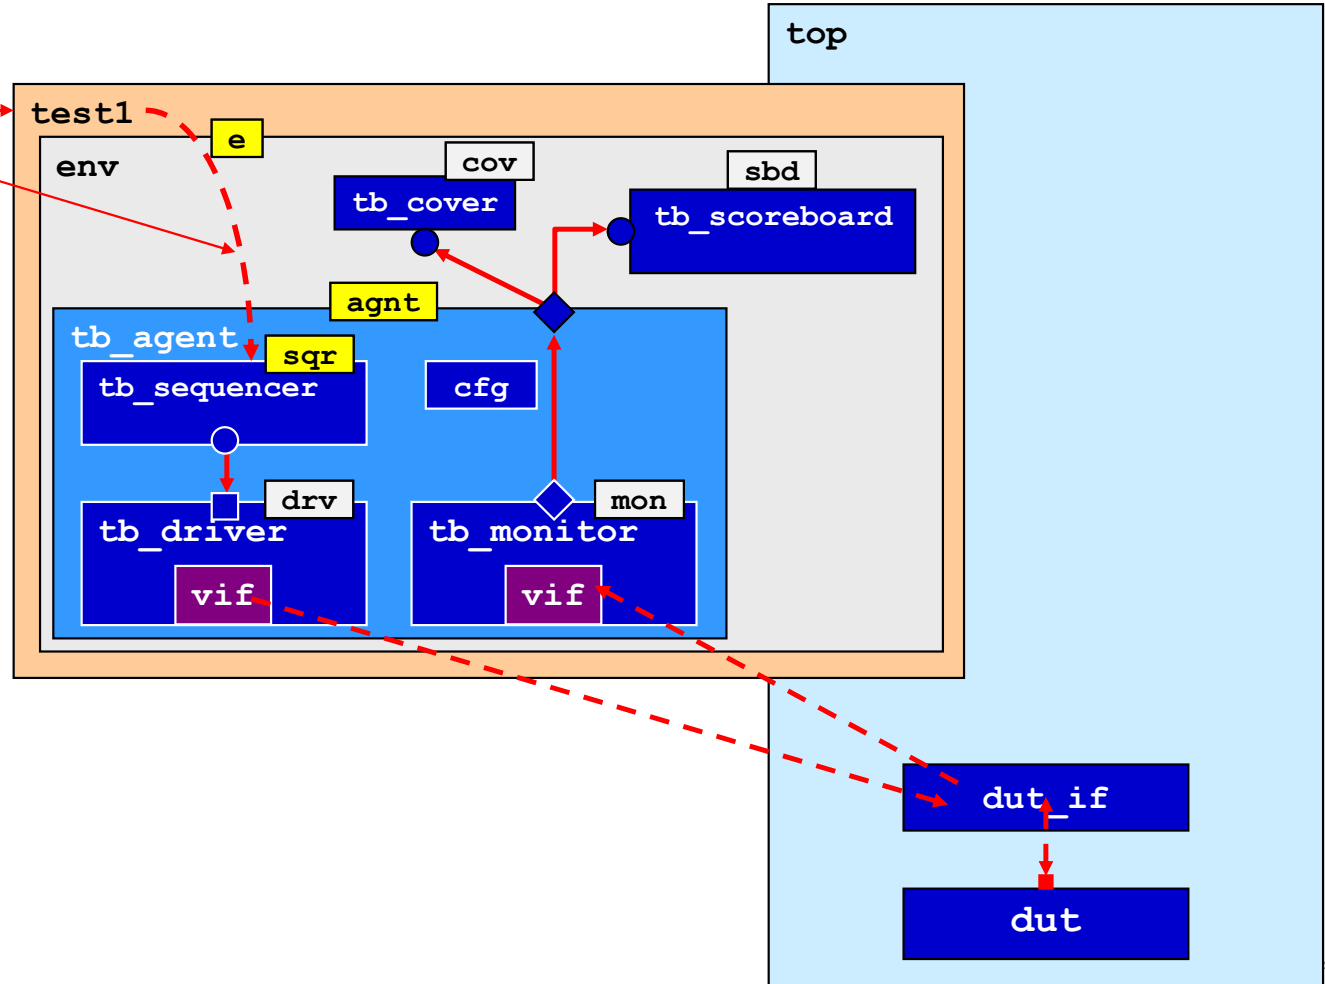 top
test1
e
env
cov
tb_cover
sbd
tb_scoreboard
agnt
tb_agent
sqr
tb_sequencer
cfg
drv
tb_driver
vif
mon
tb_monitor
vif
dut_if
dut